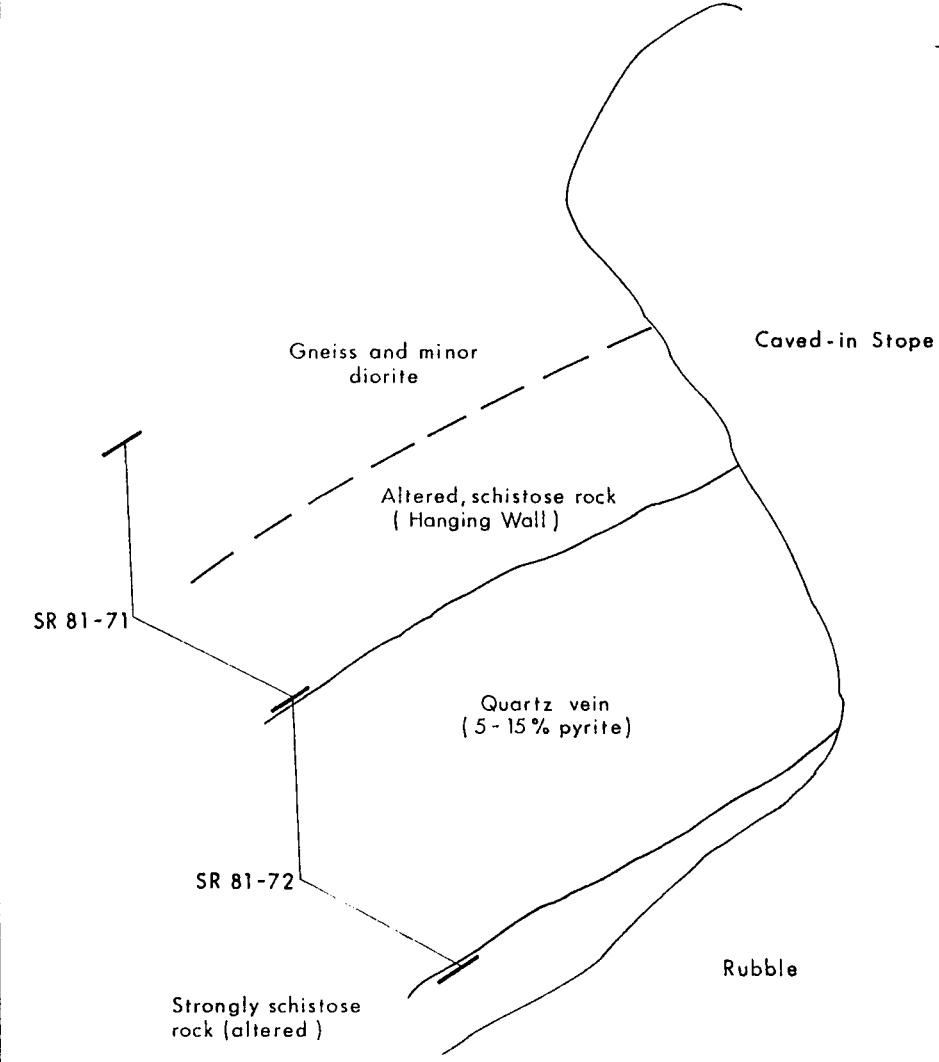 Caved-in Stope
Gneiss and minor
diorite
Altered, schistose rock
( Hanging Wall )
SR 81-71
Quartz vein
( 5 - 15 % pyrite)
SR 81-72
Rubble
Strongly schistose
rock (altered )